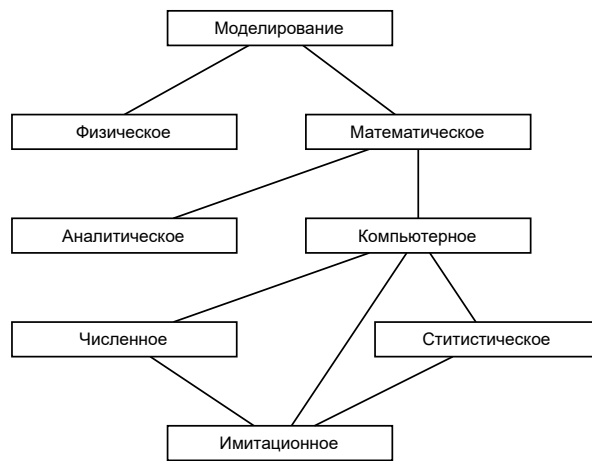 Моделирование
Физическое
Математическое
Аналитическое
Компьютерное
Численное
Ститистическое
Имитационное